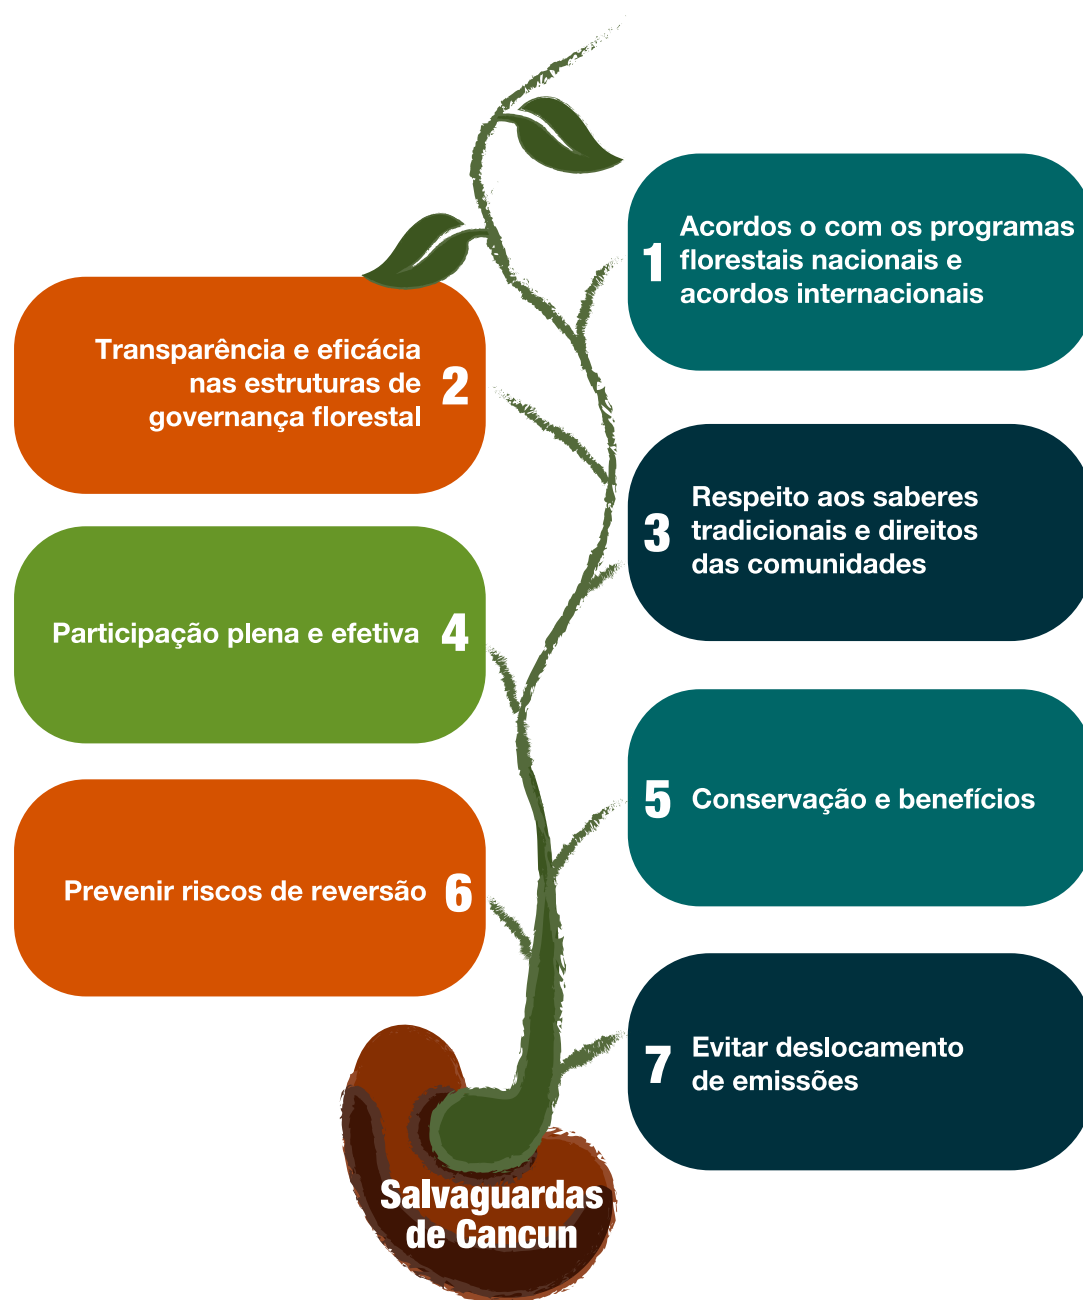 1
Acordos o com os programas
florestais nacionais e
acordos internacionais
Transparência e eficácia
nas estruturas de
governança florestal
2
3
Respeito aos saberes
tradicionais e direitos
das comunidades
Participação plena e efetiva 4
5 Conservação e benefícios
Prevenir riscos de reversão 6
7
Evitar deslocamento
de emissões
Salvaguardas
de Cancun